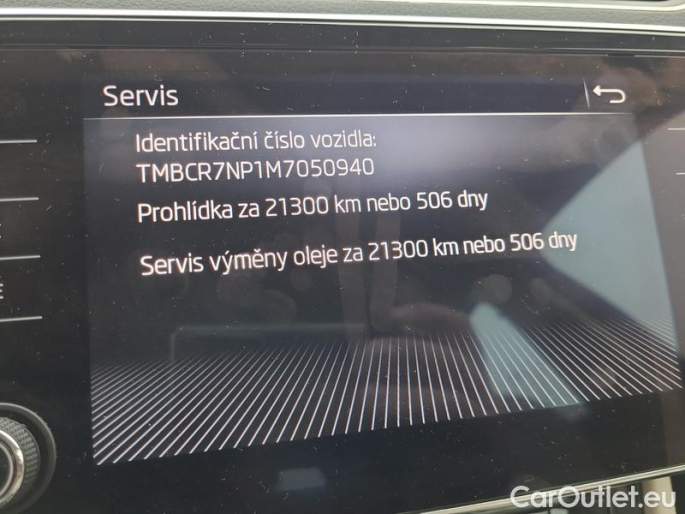 Servis
Identifikační číslo vozidla:
TMBCR7NP1M7050940
Prohlídka za 21300 km nebo 506 dny
Servis výměny oleje za 21300 km nebo 506 dny
CarOutlet.eu